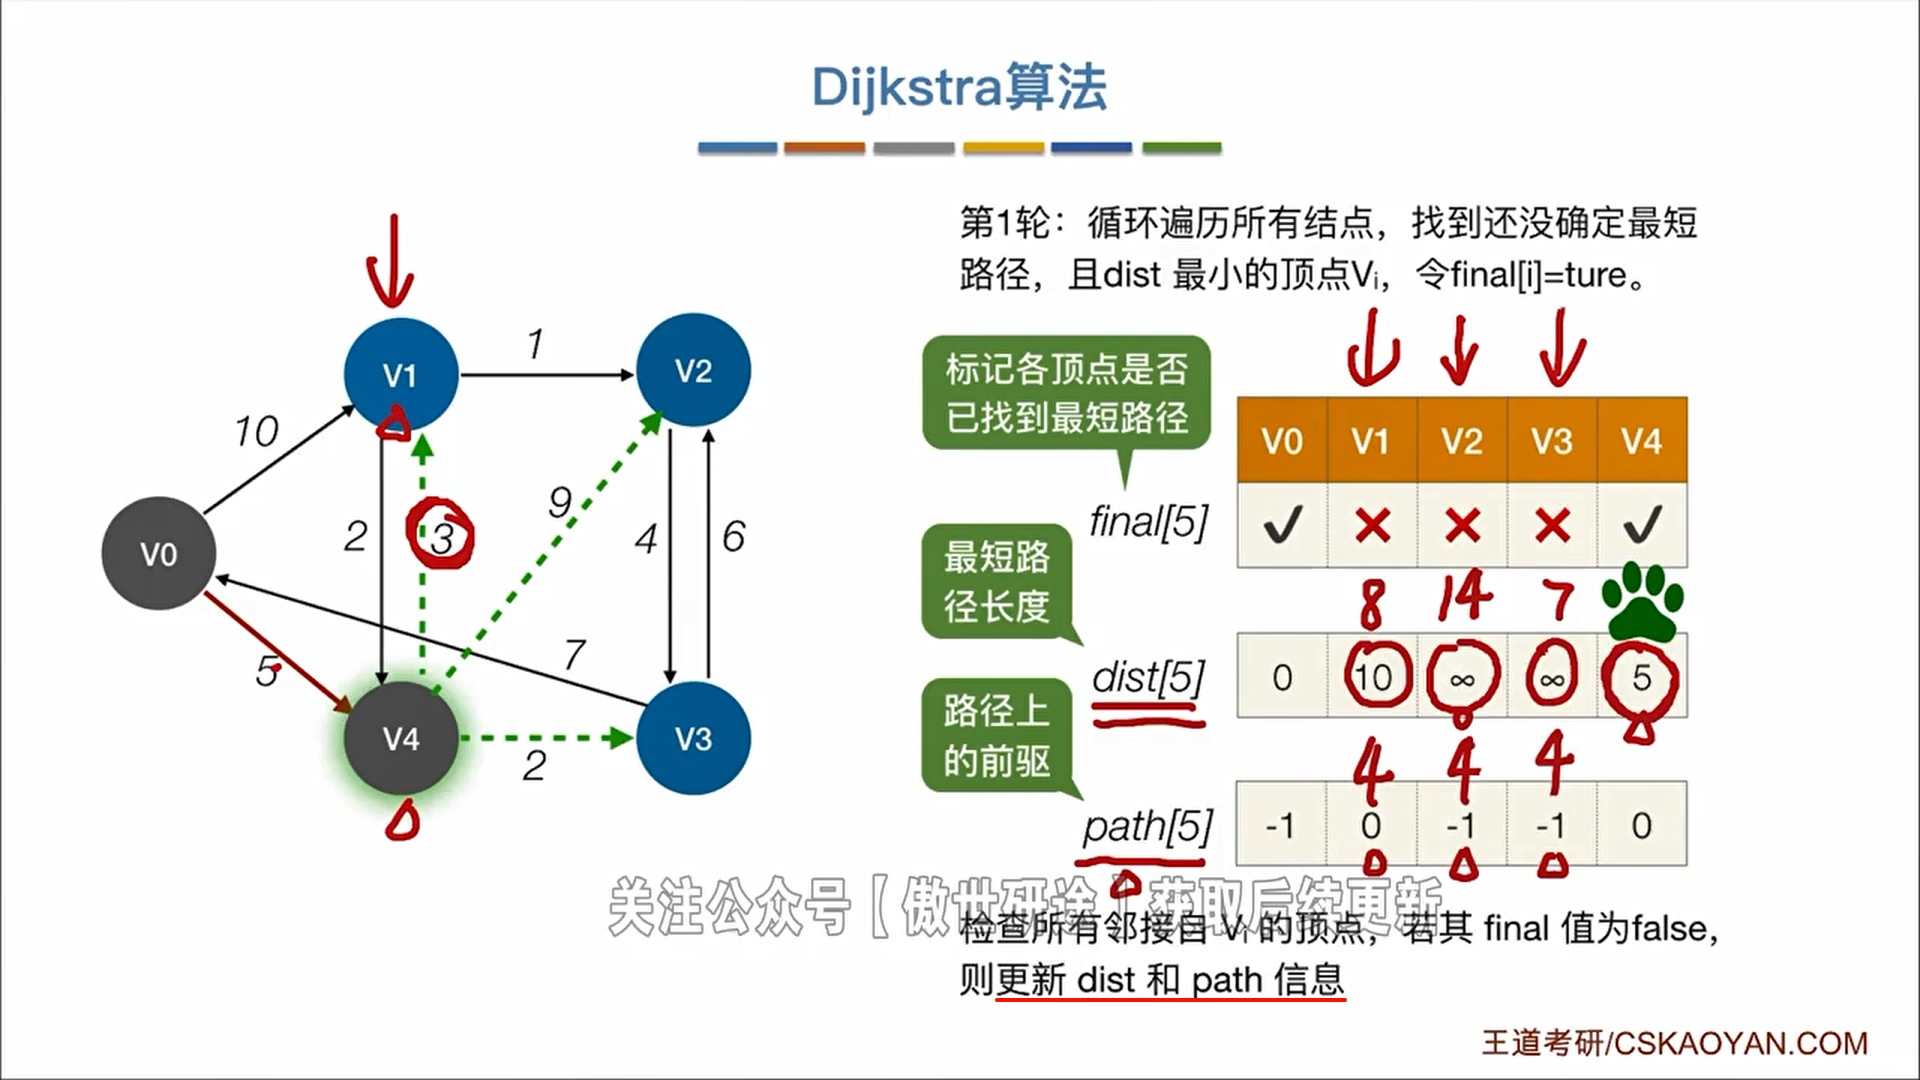 Dijkstra算法
第1轮：循环遍历所有结点，找到还没确定最短
路径，且dist 最小的顶点Vᵢ，令final[i]=ture。
V1
1
V2
10
2
3
9
4
6
V0
5
7
V4
2
V3
标记各顶点是否
已找到最短路径
V0 V1 V2 V3 V4
final[5] ✓ ✕ ✕ ✕ ✓
8 14 7
最短路
径长度
dist[5] 0 10 ∞ ∞ 5
4 4 4
路径上
的前驱
path[5] -1 0 -1 -1 0
关注公众号【傲世研途】获取后续更新
检查所有邻接自 Vᵢ 的顶点，若其 final 值为false，
则更新 dist 和 path 信息
王道考研/CSKAOYAN.COM